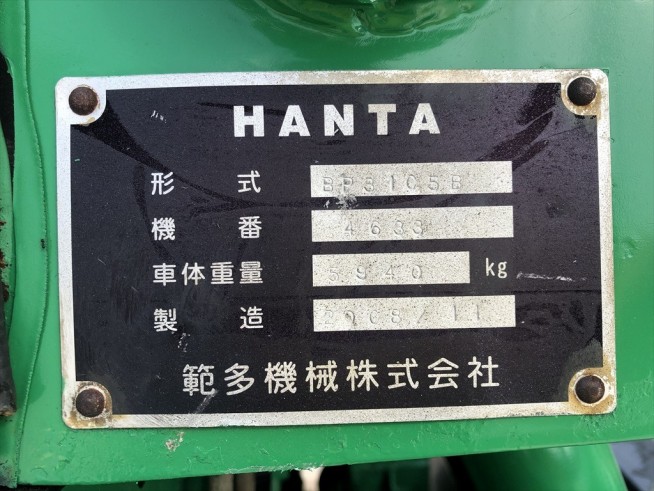 HANTA
形式 BP31C5B
機番 4633
車体重量 5940 kg
製造 2008/11
範多機械株式会社